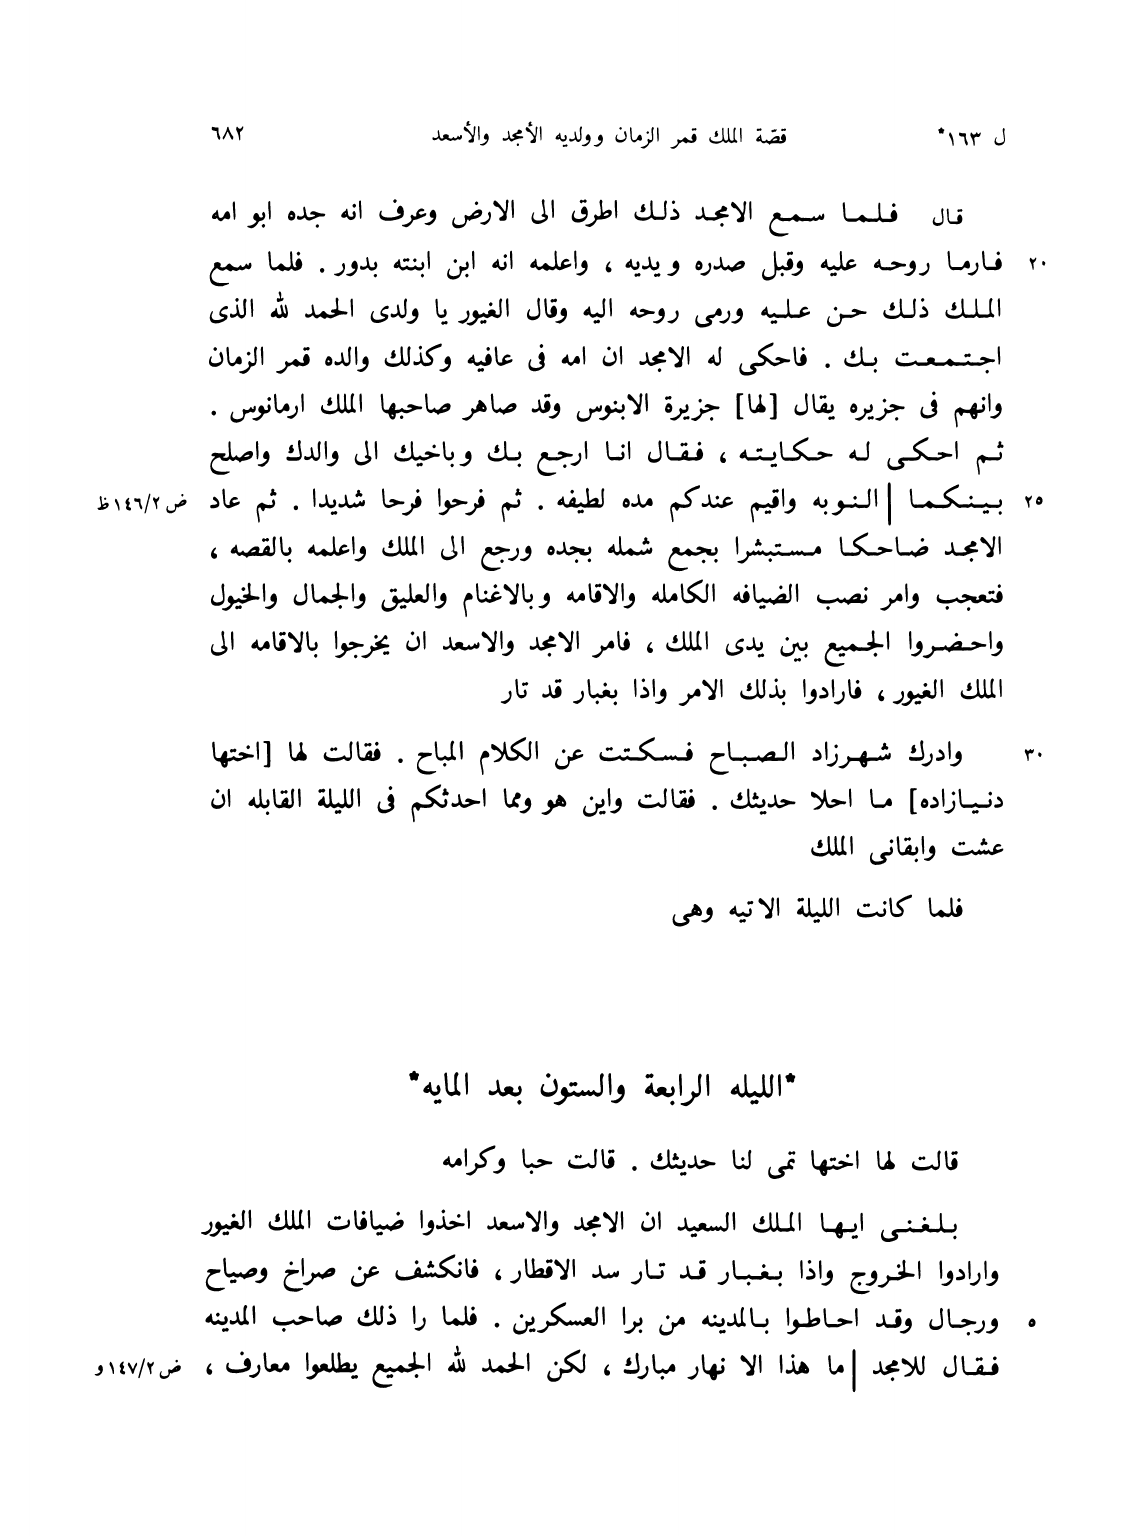 ل ١٦٣* قصّة الملك قمر الزمان وولديه الأمجد والأسعد ٦٨٢
قال فلما سمع الامجد ذلك اطرق الى الارض وعرف انه جده ابو امه
٢٠ فارما روحه عليه وقبل صدره ويديه ، واعلمه انه ابن ابنته بدور . فلما سمع
الملك ذلك حن عليه ورمى روحه اليه وقال الغيور يا ولدى الحمد لله الذى
اجتمعت بك . فاحكى له الامجد ان امه فى عافيه وكذلك والده قمر الزمان
وانهم فى جزيره يقال [لها] جزيرة الابنوس وقد صاهر صاحبها الملك ارمانوس .
ثم احكى له حكايته ، فقال انا ارجع بك وباخيك الى والدك واصلح
٢٥ بينكما | النوبه واقيم عندكم مده لطيفه . ثم فرحوا فرحا شديدا . ثم عاد ض ١٤٦/٢ظ
الامجد ضاحكا مستبشرا بجمع شمله بجده ورجع الى الملك واعلمه بالقصه ،
فتعجب وامر نصب الضيافه الكامله والاقامه وبالاغنام والعليق والجمال والخيول
واحضروا الجميع بين يدى الملك ، فامر الامجد والاسعد ان يخرجوا بالاقامه الى
الملك الغيور ، فارادوا بذلك الامر واذا بغبار قد تار
٣٠ وادرك شهرزاد الصباح فسكتت عن الكلام المباح . فقالت لها [اختها
دنيازاده] ما احلا حديثك . فقالت واين هو ومما احدثكم فى الليلة القابله ان
عشت وابقانى الملك
فلما كانت الليلة الاتيه وهى
*الليله الرابعة والستون بعد المايه*
قالت لها اختها تمى لنا حديثك . قالت حبا وكرامه
بلغنى ايها الملك السعيد ان الامجد والاسعد اخذوا ضيافات الملك الغيور
وارادوا الخروج واذا بغبار قد تار سد الاقطار ، فانكشف عن صراخ وصياح
٥ ورجال وقد احاطوا بالمدينه من برا العسكرين . فلما را ذلك صاحب المدينه
فقال للامجد | ما هذا الا نهار مبارك ، لكن الحمد لله الجميع يطلعوا معارف ، ض ١٤٧/٢و